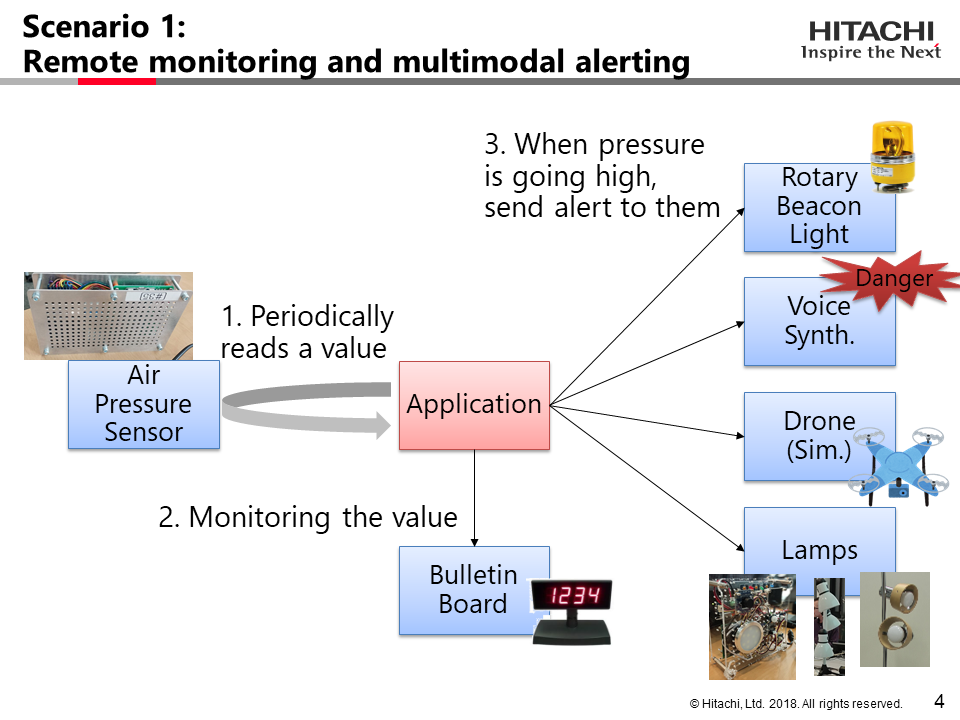 Scenario 1:
Remote monitoring and multimodal alerting
HITACHI
Inspire the Next
3. When pressure
is going high,
send alert to them
Rotary
Beacon
Light
Danger
Voice
Synth.
1. Periodically
reads a value
Air
Pressure
Sensor
Application
Drone
(Sim.)
2. Monitoring the value
Lamps
Bulletin
Board
1234
© Hitachi, Ltd. 2018. All rights reserved.
4